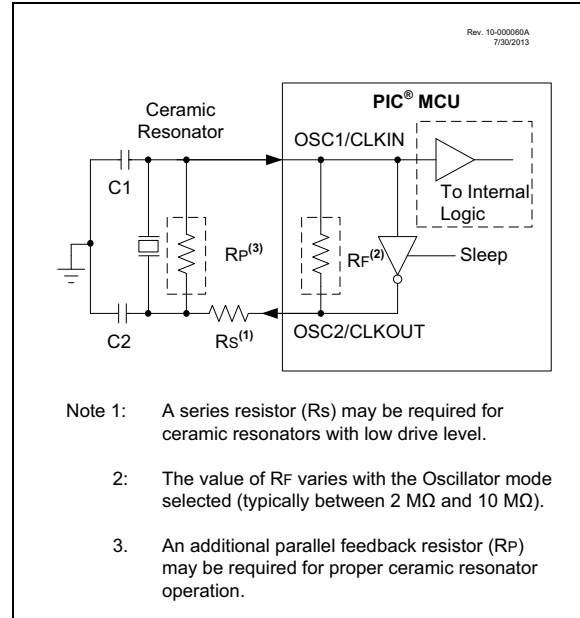 Rev. 10-000060A
7/30/2013
PIC® MCU
Ceramic
Resonator
OSC1/CLKIN
C1
To Internal
Logic
RP(3)
RF(2)
Sleep
C2
RS(1)
OSC2/CLKOUT
Note 1: A series resistor (RS) may be required for
ceramic resonators with low drive level.
2: The value of RF varies with the Oscillator mode
selected (typically between 2 MΩ and 10 MΩ).
3. An additional parallel feedback resistor (RP)
may be required for proper ceramic resonator
operation.